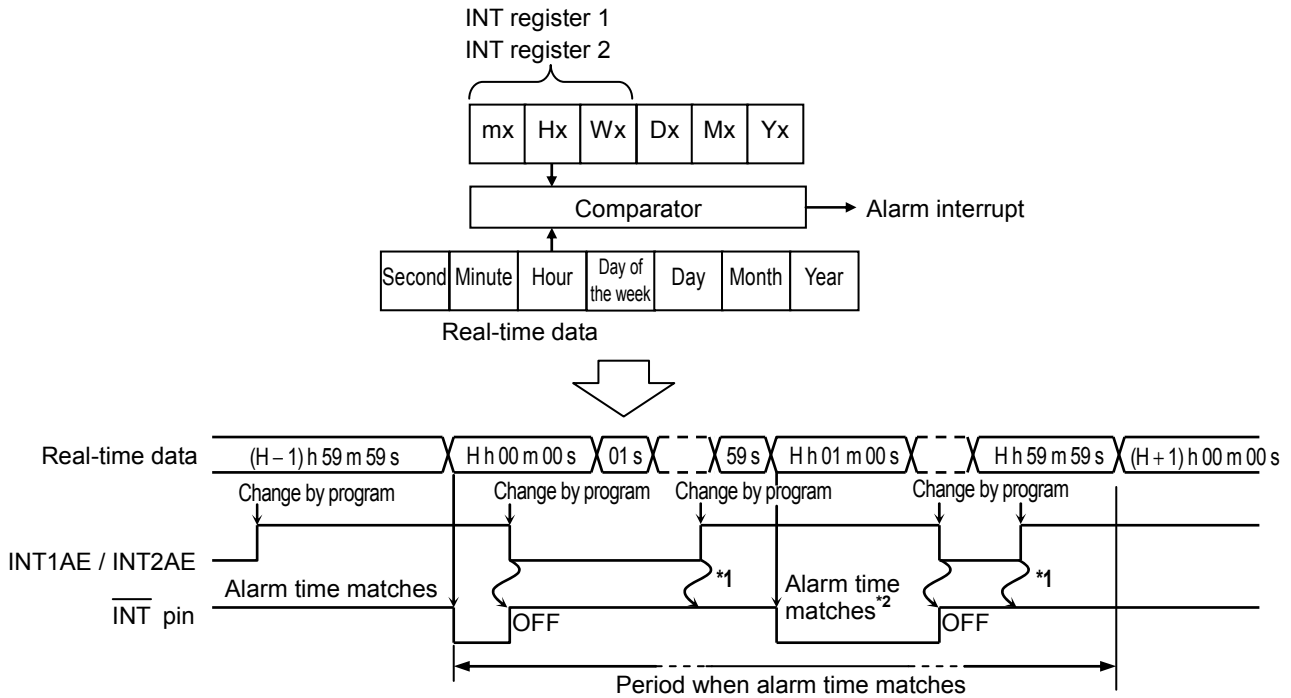 INT register 1
INT register 2
mx Hx Wx Dx Mx Yx
Comparator
Alarm interrupt
Second Minute Hour Day of the week Day Month Year
Real-time data
Real-time data
(H – 1) h 59 m 59 s H h 00 m 00 s 01 s 59 s H h 01 m 00 s H h 59 m 59 s (H + 1) h 00 m 00 s
Change by program Change by program Change by program Change by program
INT1AE / INT2AE
*1 *1
Alarm time matches
Alarm time
matches*2
INT pin
OFF OFF
Period when alarm time matches